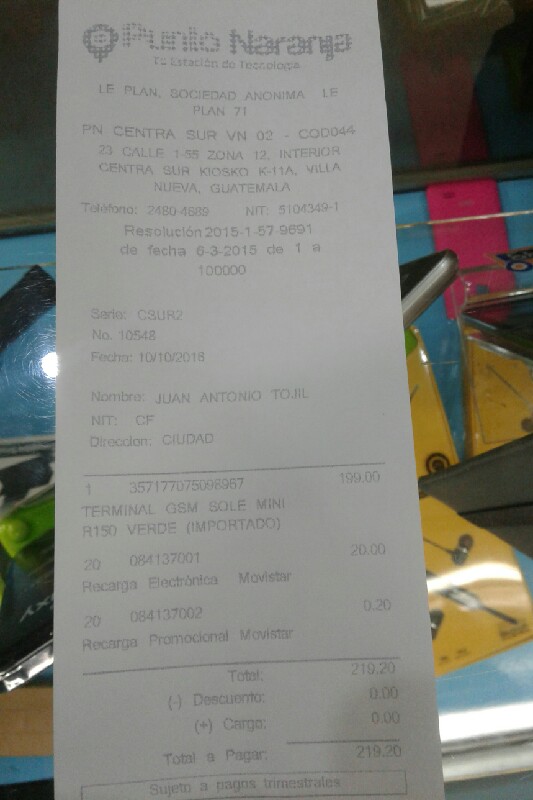 Punto Naranja
Tu Estación de Tecnología
LE PLAN, SOCIEDAD ANONIMA LE
PLAN 71
PN CENTRA SUR VN 02 - COD044
23 CALLE 1-55 ZONA 12, INTERIOR
CENTRA SUR KIOSKO K-11A, VILLA
NUEVA, GUATEMALA
Teléfono: 2480-4689 NIT: 5104349-1
Resolución 2015-1-57-9691
de fecha 6-3-2015 de 1 a
100000
Serie: CSUR2
No. 10548
Fecha: 10/10/2016
Nombre: JUAN ANTONIO TOJIL
NIT: CF
Direccion: CIUDAD
1 357177075098967 199.00
TERMINAL GSM SOLE MINI
R150 VERDE (IMPORTADO)
20 084137001 20.00
Recarga Electrònica Movistar
20 084137002 0.20
Recarga Promocional Movistar
Total: 219.20
(-) Descuento: 0.00
(+) Cargo: 0.00
Total a Pagar: 219.20
Sujeto a pagos trimestrales